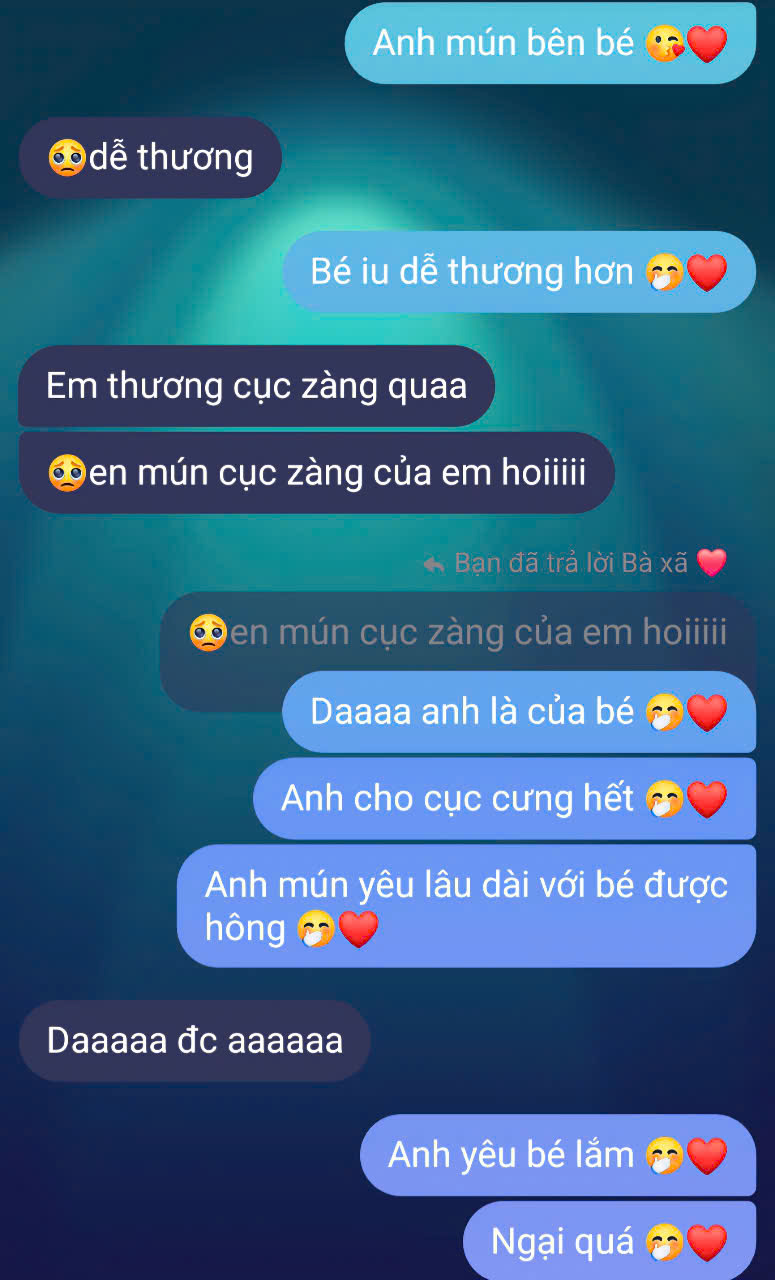 Anh mún bên bé 😘❤️
🥺dễ thương
Bé iu dễ thương hơn 🤭❤️
Em thương cục zàng quaa
🥺en mún cục zàng của em hoiiiii
Bạn đã trả lời Bà xã ❤️
🥺en mún cục zàng của em hoiiiii
Daaaa anh là của bé 🤭❤️
Anh cho cục cưng hết 🤭❤️
Anh mún yêu lâu dài với bé được
hông 🤭❤️
Daaaaa đc aaaaaa
Anh yêu bé lắm 🤭❤️
Ngại quá 🤭❤️